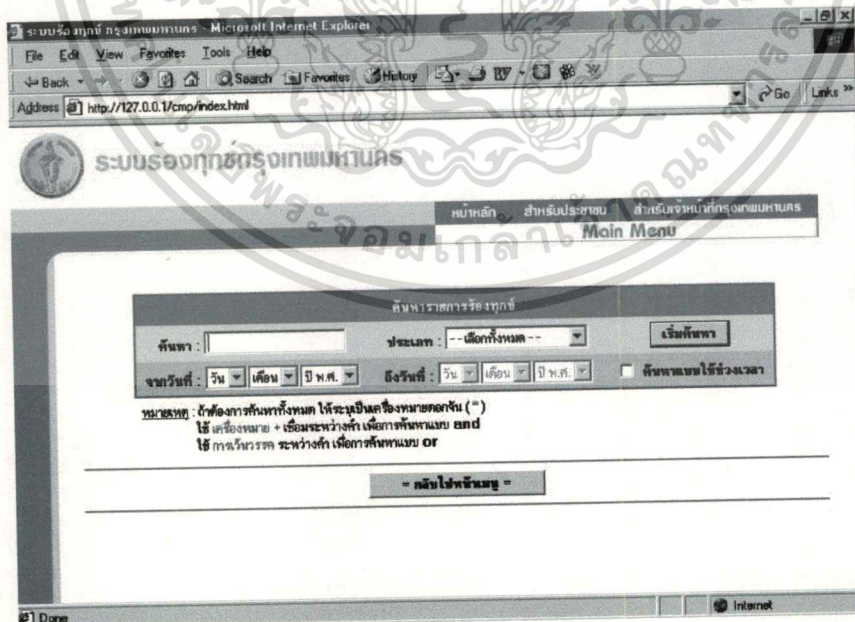 ระบบร้องทุกข์ กรุงเทพมหานคร - Microsoft Internet Explorer
File Edit View Favorites Tools Help
Back Search Favorites History
Address http://127.0.0.1/cmp/index.html Go Links »
ระบบร้องทุกข์กรุงเทพมหานคร
หน้าหลัก สำหรับประชาชน สำหรับเจ้าหน้าที่กรุงเทพมหานคร
Main Menu
ค้นหารายการร้องทุกข์
ค้นหา : ประเภท : --เลือกทั้งหมด-- เริ่มค้นหา
จากวันที่ : วัน เดือน ปี พ.ศ. ถึงวันที่ : วัน เดือน ปี พ.ศ. ค้นหาแบบใช้ช่วงเวลา
หมายเหตุ : ถ้าต้องการค้นหาทั้งหมด ให้ระบุเป็นเครื่องหมายดอกจัน (*)
ใช้ เครื่องหมาย + เชื่อมระหว่างคำ เพื่อการค้นหาแบบ and
ใช้ การเว้นวรรค ระหว่างคำ เพื่อการค้นหาแบบ or
= กลับไปหน้าเมนู =
Done Internet